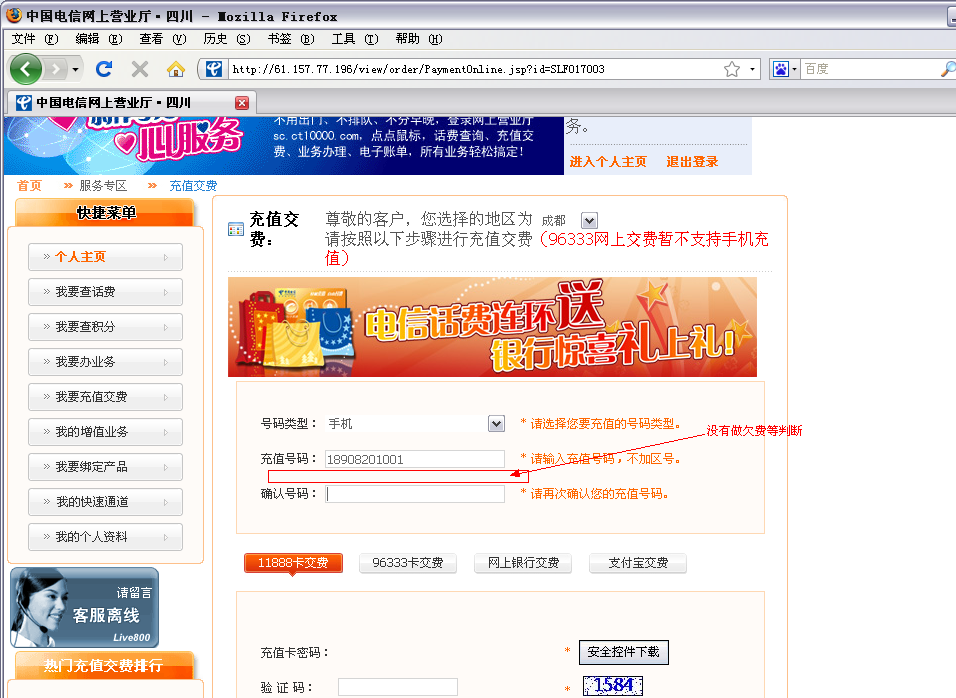 中国电信网上营业厅·四川 - Mozilla Firefox
文件 (F) 编辑 (E) 查看 (V) 历史 (S) 书签 (B) 工具 (T) 帮助 (H)
http://61.157.77.196/view/order/PaymentOnline.jsp?id=SLF017003
百度
中国电信网上营业厅·四川
心服务
不用出门、不排队、不分早晚，登录网上营业厅
sc.ct10000.com，点点鼠标，话费查询、充值交
费、业务办理、电子账单，所有业务轻松搞定！
务。
进入个人主页 退出登录
首页 >> 服务专区 >> 充值交费
快捷菜单
>> 个人主页
>> 我要查话费
>> 我要查积分
>> 我要办业务
>> 我要充值交费
>> 我的增值业务
>> 我要绑定产品
>> 我的快速通道
>> 我的个人资料
请留言
客服离线
Live800
热门充值交费排行
充值交
费：
尊敬的客户，您选择的地区为 成都
请按照以下步骤进行充值交费（96333网上交费暂不支持手机充
值）
电信话费连环送
银行惊喜礼上礼！
号码类型： 手机 * 请选择您要充值的号码类型。
没有做欠费等判断
充值号码： 18908201001 * 请输入充值号码，不加区号。
确认号码： * 请再次确认您的充值号码。
11888卡交费 96333卡交费 网上银行交费 支付宝交费
充值卡密码： * 安全控件下载
验 证 码： * 1584